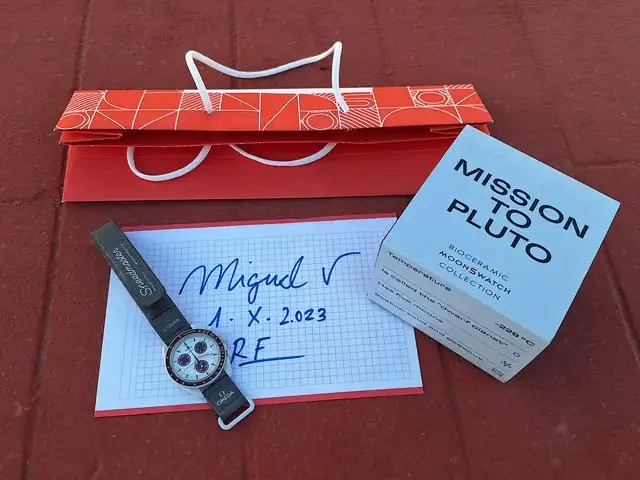 MISSION
TO
PLUTO
BIOCERAMIC
MOONSWATCH
COLLECTION
Temperature -228 °C
Is called the "dwarf planet"
Has five moons
Miguel V
1. X. 2023
RF
Speedmaster
Ω
OMEGA